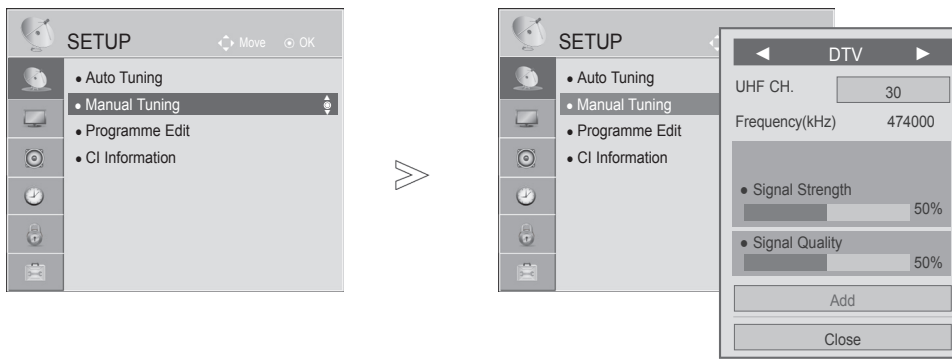 SETUP
Move OK
• Auto Tuning
• Manual Tuning
• Programme Edit
• CI Information
SETUP
• Auto Tuning
• Manual Tuning
• Programme Edit
• CI Information
◄ DTV ►
UHF CH. 30
Frequency(kHz) 474000
• Signal Strength
50%
• Signal Quality
50%
Add
Close